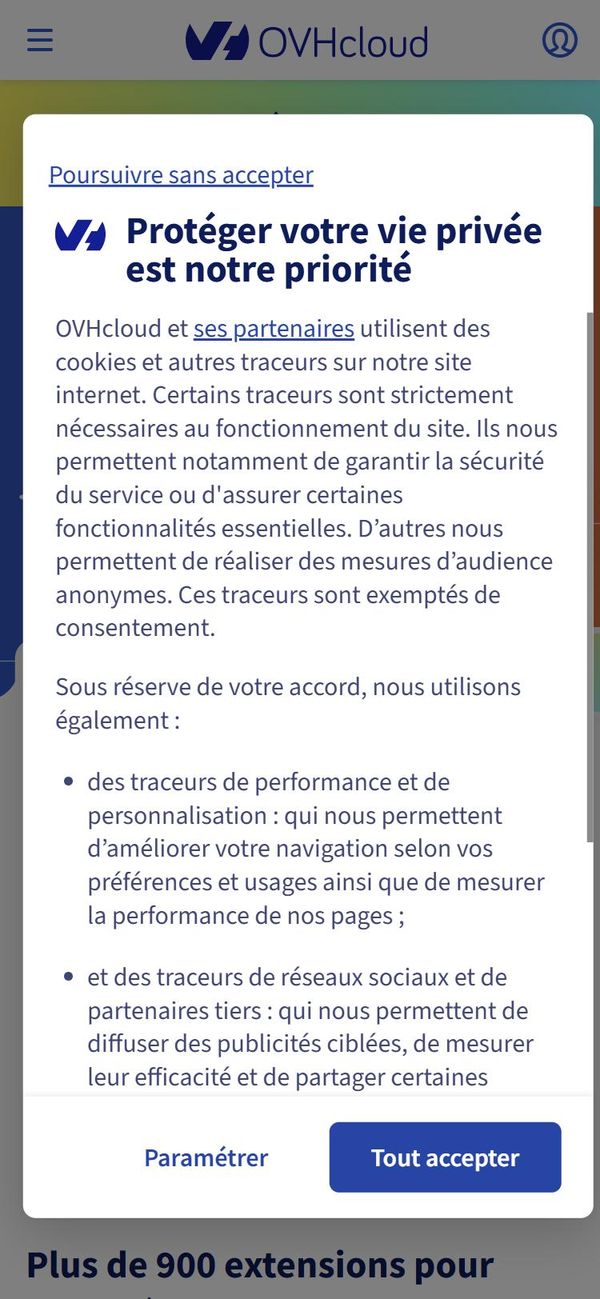 OVHcloud
Poursuivre sans accepter
Protéger votre vie privée
est notre priorité
OVHcloud et ses partenaires utilisent des
cookies et autres traceurs sur notre site
internet. Certains traceurs sont strictement
nécessaires au fonctionnement du site. Ils nous
permettent notamment de garantir la sécurité
du service ou d'assurer certaines
fonctionnalités essentielles. D’autres nous
permettent de réaliser des mesures d’audience
anonymes. Ces traceurs sont exemptés de
consentement.
Sous réserve de votre accord, nous utilisons
également :
• des traceurs de performance et de
personnalisation : qui nous permettent
d’améliorer votre navigation selon vos
préférences et usages ainsi que de mesurer
la performance de nos pages ;
• et des traceurs de réseaux sociaux et de
partenaires tiers : qui nous permettent de
diffuser des publicités ciblées, de mesurer
leur efficacité et de partager certaines
Paramétrer
Tout accepter
Plus de 900 extensions pour